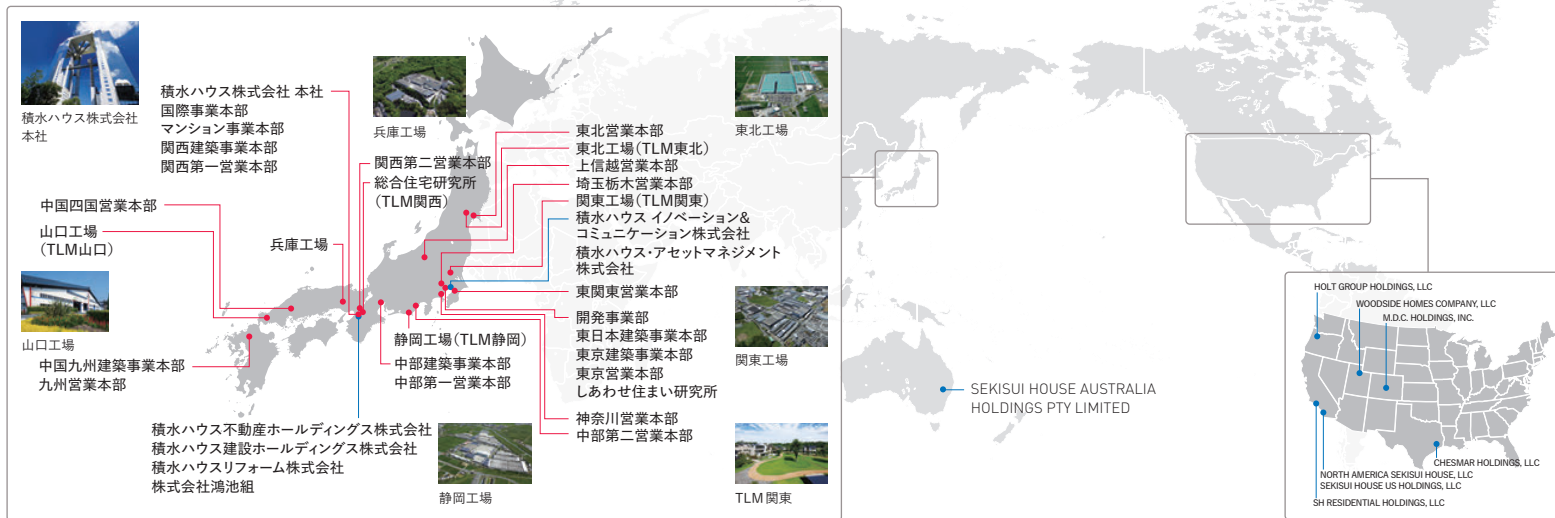 積水ハウス株式会社
本社
積水ハウス株式会社 本社
国際事業本部
マンション事業本部
関西建築事業本部
関西第一営業本部
兵庫工場
関西第二営業本部
総合住宅研究所
(TLM関西)
中国四国営業本部
山口工場
(TLM山口)
兵庫工場
山口工場
中国九州建築事業本部
九州営業本部
静岡工場(TLM静岡)
中部建築事業本部
中部第一営業本部
積水ハウス不動産ホールディングス株式会社
積水ハウス建設ホールディングス株式会社
積水ハウスリフォーム株式会社
株式会社鴻池組
静岡工場
東北工場
東北営業本部
東北工場(TLM東北)
上信越営業本部
埼玉栃木営業本部
関東工場(TLM関東)
積水ハウス イノベーション&
コミュニケーション株式会社
積水ハウス・アセットマネジメント
株式会社
東関東営業本部
開発事業部
東日本建築事業本部
東京建築事業本部
東京営業本部
しあわせ住まい研究所
神奈川営業本部
中部第二営業本部
関東工場
TLM関東
SEKISUI HOUSE AUSTRALIA
HOLDINGS PTY LIMITED
HOLT GROUP HOLDINGS, LLC
WOODSIDE HOMES COMPANY, LLC
M.D.C. HOLDINGS, INC.
CHESMAR HOLDINGS, LLC
NORTH AMERICA SEKISUI HOUSE, LLC
SEKISUI HOUSE US HOLDINGS, LLC
SH RESIDENTIAL HOLDINGS, LLC